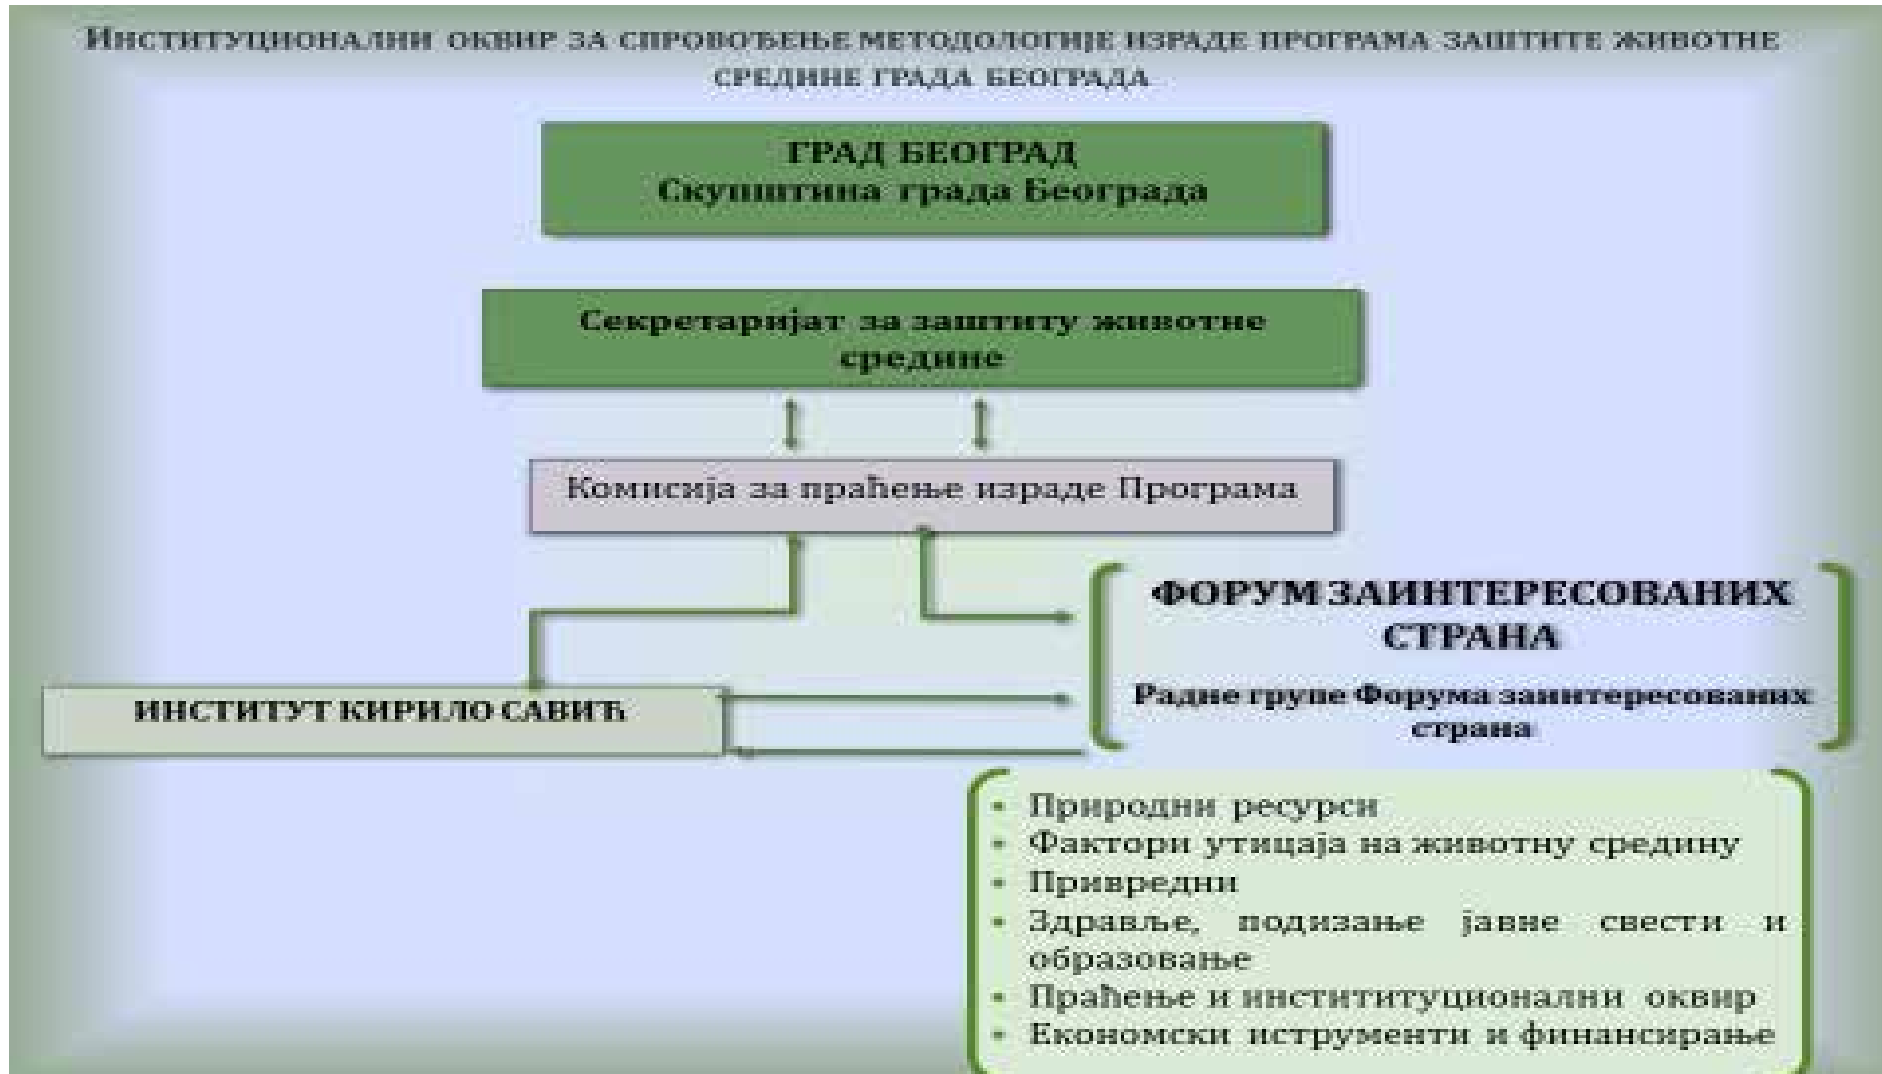 ИНСТИТУЦИОНАЛНИ ОКВИР ЗА СПРОВОЂЕЊЕ МЕТОДОЛОГИЈЕ ИЗРАДЕ ПРОГРАМА ЗАШТИТЕ ЖИВОТНЕ
СРЕДИНЕ ГРАДА БЕОГРАДА
ГРАД БЕОГРАД
Скупштина града Београда
Секретаријат за заштиту животне
средине
Комисија за праћење израде Програма
ФОРУМ ЗАИНТЕРЕСОВАНИХ
СТРАНА
Радне групе Форума заинтересованих
страна
ИНСТИТУТ КИРИЛО САВИЋ
• Природни ресурси
• Фактори утицаја на животну средину
• Привредни
• Здравље, подизање јавне свести и
образовање
• Праћење и инстититуционални оквир
• Економски иструменти и финансирање